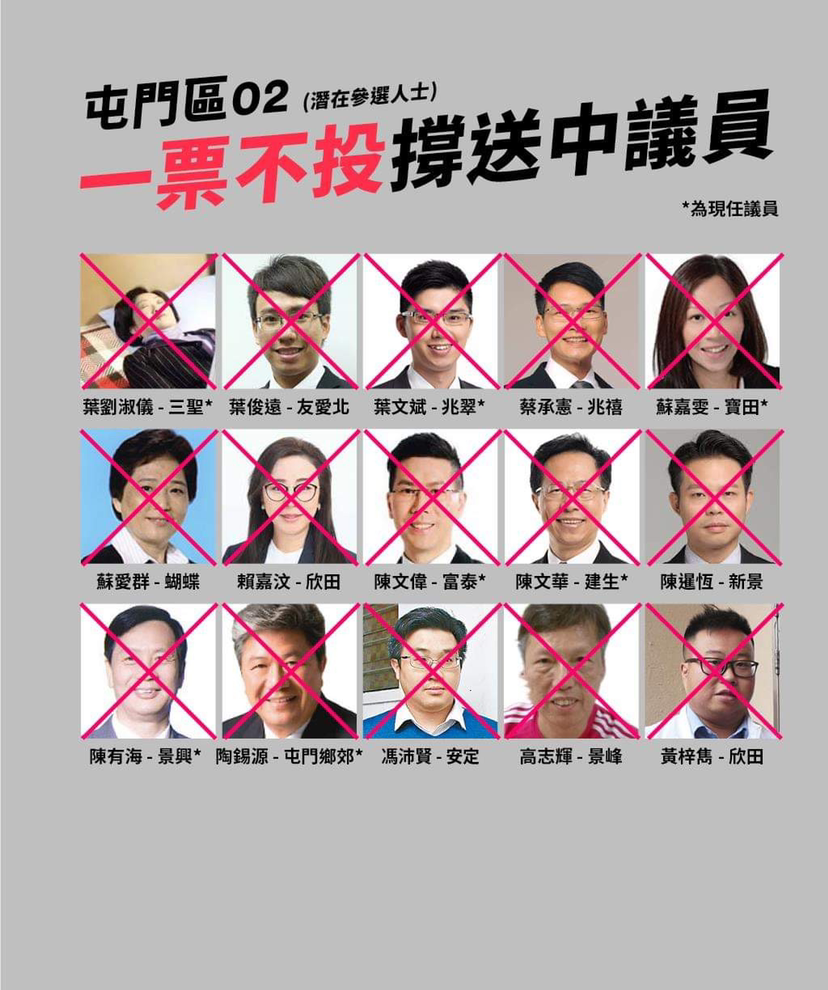 屯門區02 (潛在參選人士)
一票不投撐送中議員
*為現任議員
葉劉淑儀 - 三聖* 葉俊遠 - 友愛北 葉文斌 - 兆翠* 蔡承憲 - 兆禧 蘇嘉雯 - 寶田*
蘇愛群 - 蝴蝶 賴嘉汶 - 欣田 陳文偉 - 富泰* 陳文華 - 建生* 陳暹恆 - 新景
陳有海 - 景興* 陶錫源 - 屯門鄉郊* 馮沛賢 - 安定 高志輝 - 景峰 黃梓雋 - 欣田